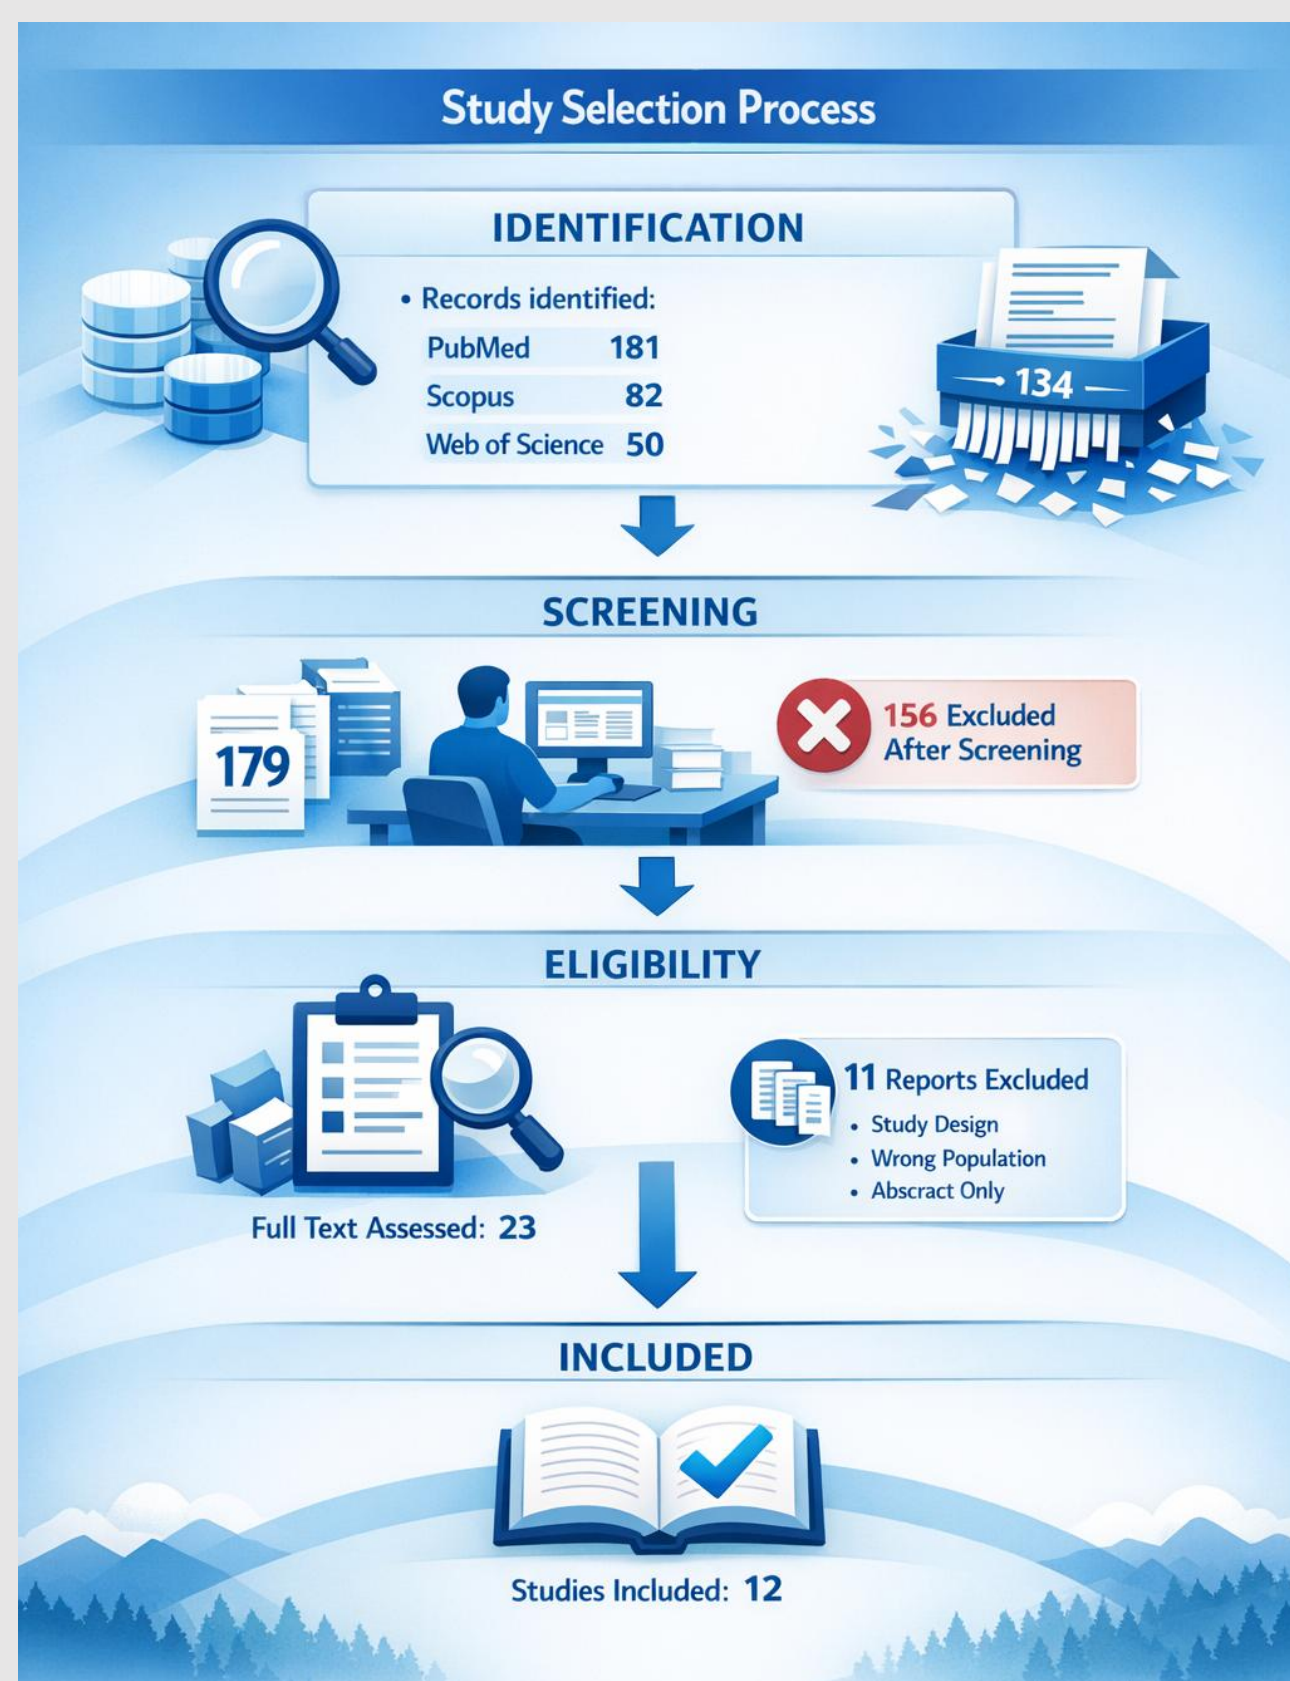 Study Selection Process
IDENTIFICATION
• Records identified:
PubMed 181
Scopus 82
Web of Science 50
134
SCREENING
179
156 Excluded
After Screening
ELIGIBILITY
11 Reports Excluded
• Study Design
• Wrong Population
• Abscract Only
Full Text Assessed: 23
INCLUDED
Studies Included: 12